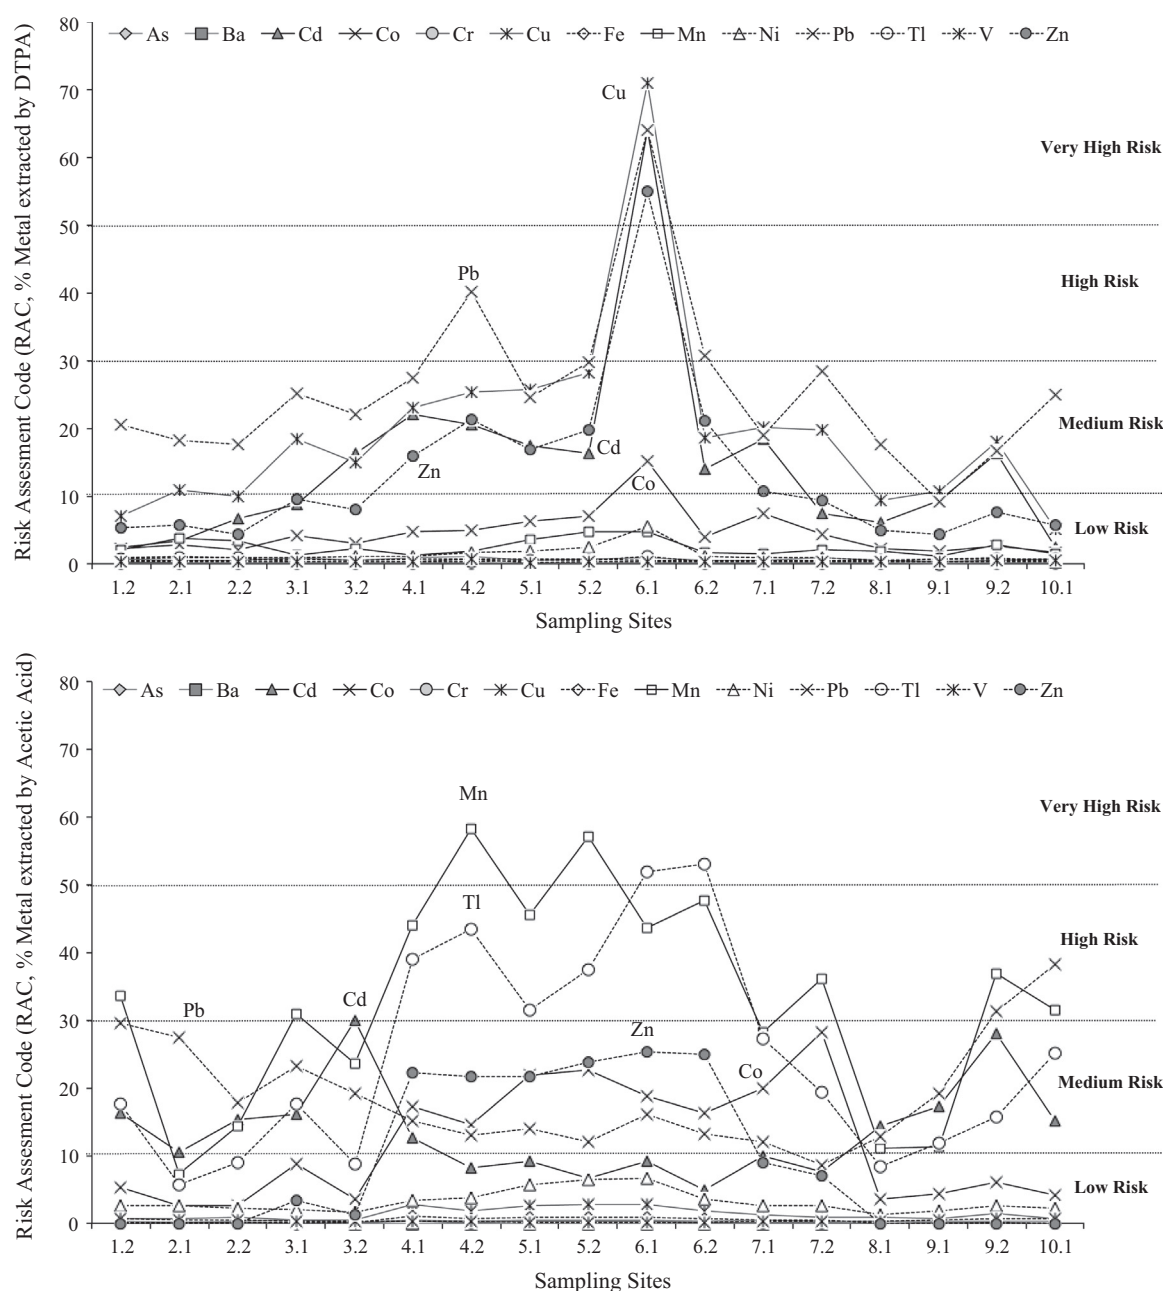 Risk Assessment Code (RAC, % Metal extracted by DTPA)
80
As Ba Cd Co Cr Cu Fe Mn Ni Pb Tl V Zn
70
Cu
Very High Risk
60
50
Pb
High Risk
40
30
Medium Risk
20
Cd
Zn
Co
10
Low Risk
0
1.2 2.1 2.2 3.1 3.2 4.1 4.2 5.1 5.2 6.1 6.2 7.1 7.2 8.1 9.1 9.2 10.1
Sampling Sites
Risk Assessment Code (RAC, % Metal extracted by Acetic Acid)
80
As Ba Cd Co Cr Cu Fe Mn Ni Pb Tl V Zn
70
Mn
Very High Risk
60
50
Tl
High Risk
40
Pb
Cd
30
Zn
Co
Medium Risk
20
10
Low Risk
0
1.2 2.1 2.2 3.1 3.2 4.1 4.2 5.1 5.2 6.1 6.2 7.1 7.2 8.1 9.1 9.2 10.1
Sampling Sites